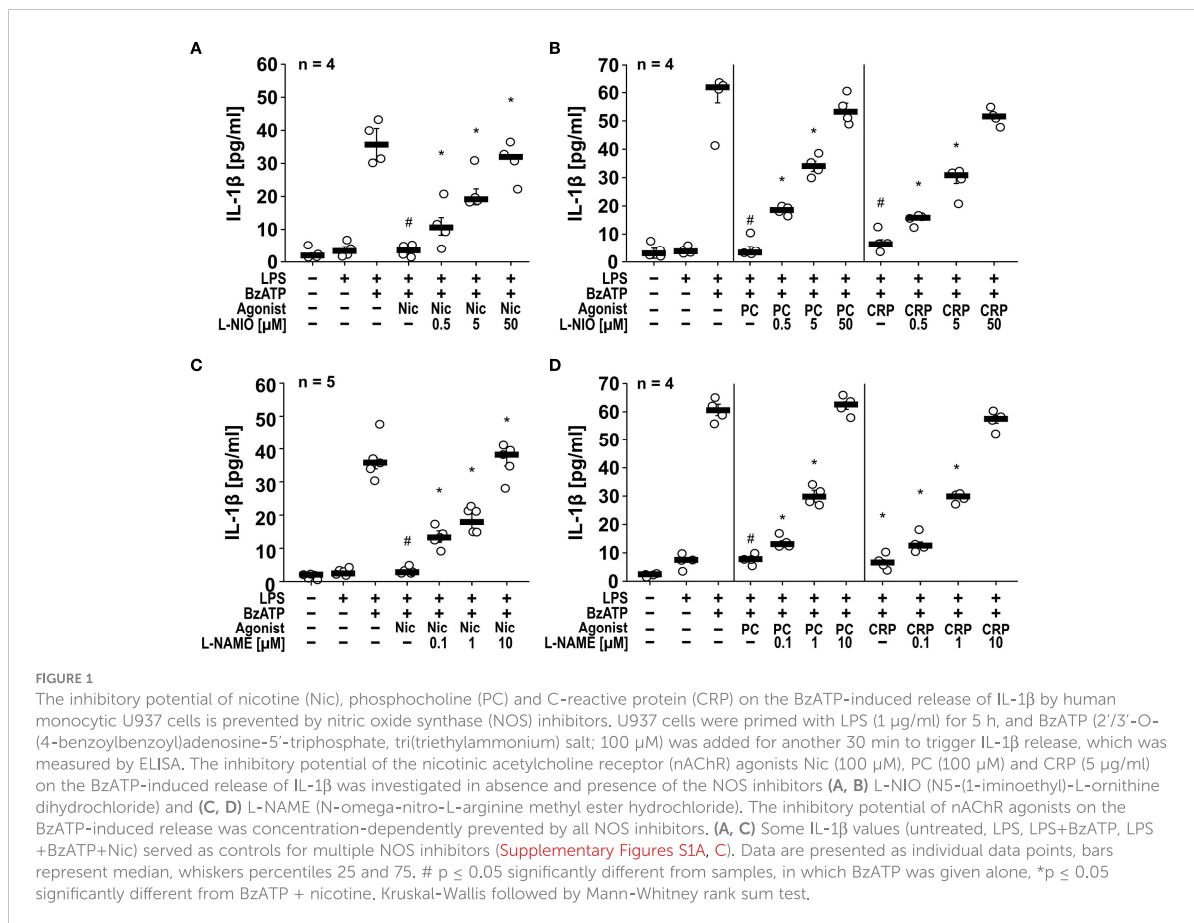 A
n = 4
IL-1β [pg/ml]
60
50
40
30
20
10
0
#
*
*
*
LPS – + + + + + +
BzATP – – + + + + +
Agonist – – – Nic Nic Nic Nic
L-NIO [µM] – – – – 0.5 5 50
B
n = 4
IL-1β [pg/ml]
70
60
50
40
30
20
10
0
#
*
*
#
*
*
LPS – + + + + + + + + + +
BzATP – – + + + + + + + + +
Agonist – – – PC PC PC PC CRP CRP CRP CRP
L-NIO [µM] – – – – 0.5 5 50 – 0.5 5 50
C
n = 5
IL-1β [pg/ml]
60
50
40
30
20
10
0
#
*
*
*
LPS – + + + + + +
BzATP – – + + + + +
Agonist – – – Nic Nic Nic Nic
L-NAME [µM] – – – – 0.1 1 10
D
n = 4
IL-1β [pg/ml]
70
60
50
40
30
20
10
0
#
*
*
*
*
*
LPS – + + + + + + + + + +
BzATP – – + + + + + + + + +
Agonist – – – PC PC PC PC CRP CRP CRP CRP
L-NAME [µM] – – – – 0.1 1 10 – 0.1 1 10
FIGURE 1
The inhibitory potential of nicotine (Nic), phosphocholine (PC) and C-reactive protein (CRP) on the BzATP-induced release of IL-1β by human
monocytic U937 cells is prevented by nitric oxide synthase (NOS) inhibitors. U937 cells were primed with LPS (1 µg/ml) for 5 h, and BzATP (2′/3′-O-
(4-benzoylbenzoyl)adenosine-5′-triphosphate, tri(triethylammonium) salt; 100 µM) was added for another 30 min to trigger IL-1β release, which was
measured by ELISA. The inhibitory potential of the nicotinic acetylcholine receptor (nAChR) agonists Nic (100 µM), PC (100 µM) and CRP (5 µg/ml)
on the BzATP-induced release of IL-1β was investigated in absence and presence of the NOS inhibitors (A, B) L-NIO (N5-(1-iminoethyl)-L-ornithine
dihydrochloride) and (C, D) L-NAME (N-omega-nitro-L-arginine methyl ester hydrochloride). The inhibitory potential of nAChR agonists on the
BzATP-induced release was concentration-dependently prevented by all NOS inhibitors. (A, C) Some IL-1β values (untreated, LPS, LPS+BzATP, LPS
+BzATP+Nic) served as controls for multiple NOS inhibitors (Supplementary Figures S1A, C). Data are presented as individual data points, bars
represent median, whiskers percentiles 25 and 75. # p ≤ 0.05 significantly different from samples, in which BzATP was given alone, *p ≤ 0.05
significantly different from BzATP + nicotine. Kruskal-Wallis followed by Mann-Whitney rank sum test.